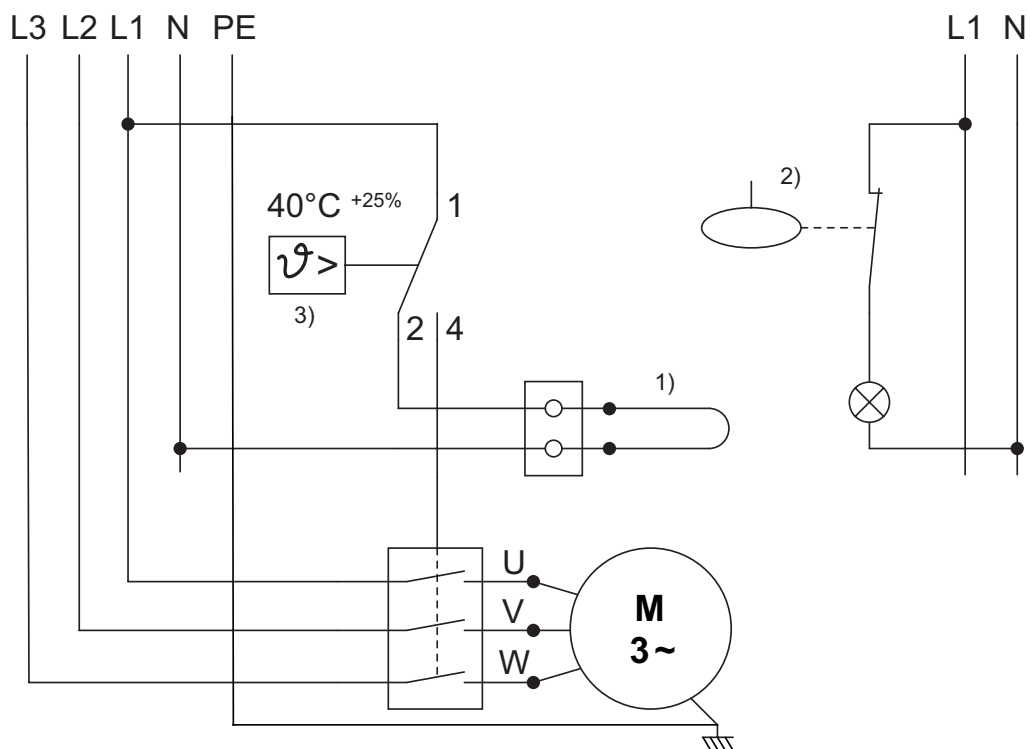 L3 L2 L1 N PE
L1 N
2)
40°C +25%
1
ϑ>
3)
2 4
1)
U
V
W
M
3~